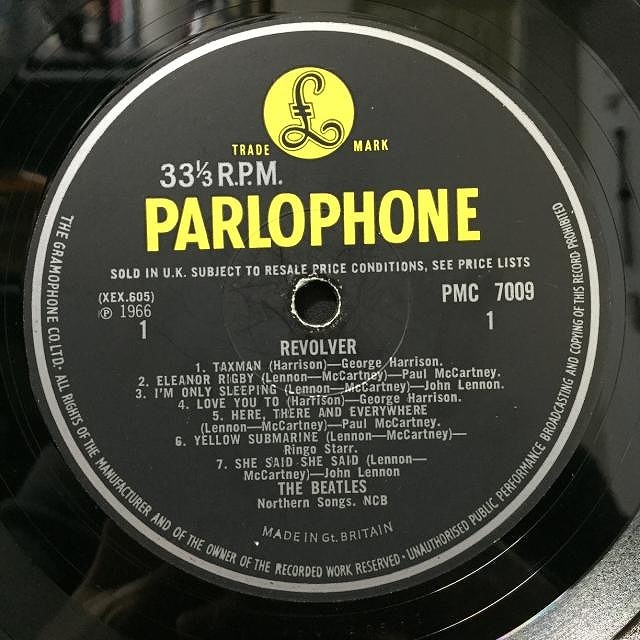 £
TRADE MARK
33⅓ R.P.M.
PARLOPHONE
SOLD IN U.K. SUBJECT TO RESALE PRICE CONDITIONS, SEE PRICE LISTS
(XEX.605)
℗ 1966
1
PMC 7009
1
REVOLVER
1. TAXMAN (Harrison)—George Harrison.
2. ELEANOR RIGBY (Lennon—McCartney)—Paul McCartney.
3. I'M ONLY SLEEPING (Lennon—McCartney)—John Lennon.
4. LOVE YOU TO (Harrison)—George Harrison.
5. HERE, THERE AND EVERYWHERE
(Lennon—McCartney)—Paul McCartney.
6. YELLOW SUBMARINE (Lennon—McCartney)—
Ringo Starr.
7. SHE SAID SHE SAID (Lennon—
McCartney)—John Lennon
THE BEATLES
Northern Songs. NCB
MADE IN Gt. BRITAIN
THE GRAMOPHONE CO. LTD. · ALL RIGHTS OF THE MANUFACTURER AND OF THE OWNER OF THE RECORDED WORK RESERVED · UNAUTHORISED PUBLIC PERFORMANCE BROADCASTING AND COPYING OF THIS RECORD PROHIBITED